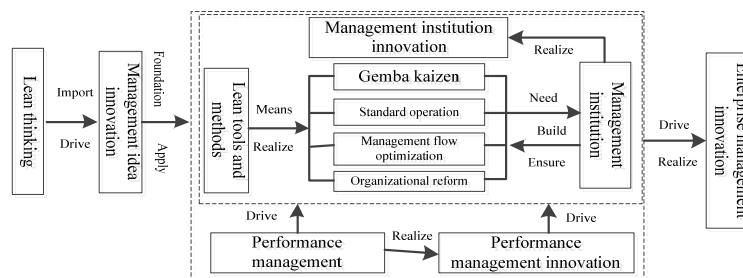 Management institution
innovation
Realize
Lean thinking
Import
Drive
Management idea
innovation
Foundation
Apply
Lean tools and
methods
Means
Realize
Gemba kaizen
Standard operation
Management flow
optimization
Organizational reform
Need
Build
Ensure
Management
institution
Drive
Realize
Enterprise management
innovation
Drive
Realize
Drive
Performance
management
Performance
management innovation